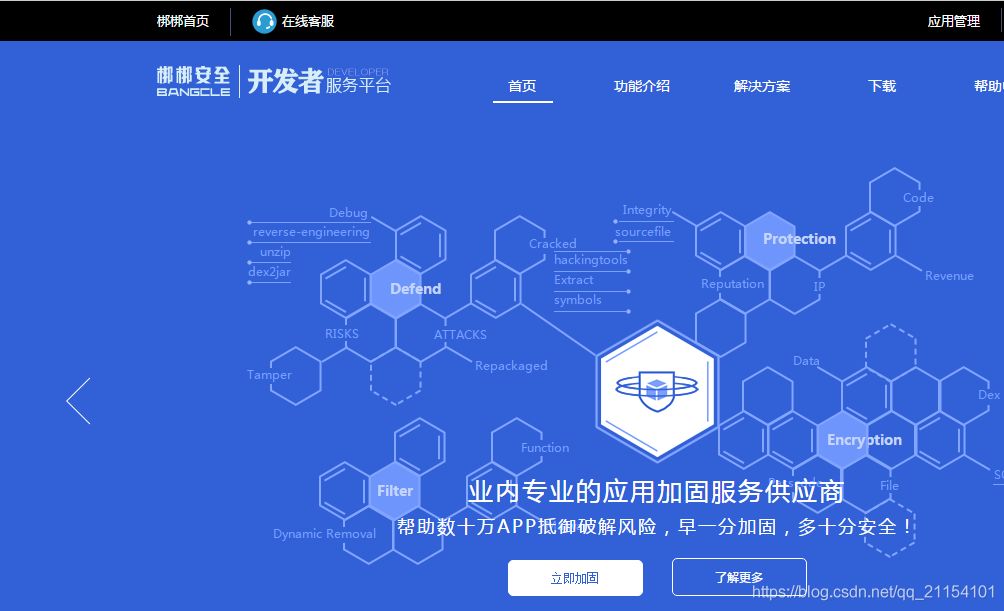 梆梆首页 在线客服 应用管理
梆梆安全 开发者 DEVELOPER
BANGCLE 服务平台
首页 功能介绍 解决方案 下载
Debug
reverse-engineering
unzip
dex2jar
Cracked
hackingtools
Extract
symbols
Integrity
sourcefile
Code
Protection
Revenue
Reputation
IP
Defend
RISKS
ATTACKS
Repackaged
Tamper
Data
Dex
Encryption
File
Function
Filter
Dynamic Removal
业内专业的应用加固服务供应商
帮助数十万APP抵御破解风险，早一分加固，多十分安全！
立即加固 了解更多
https://blog.csdn.net/qq_21154101